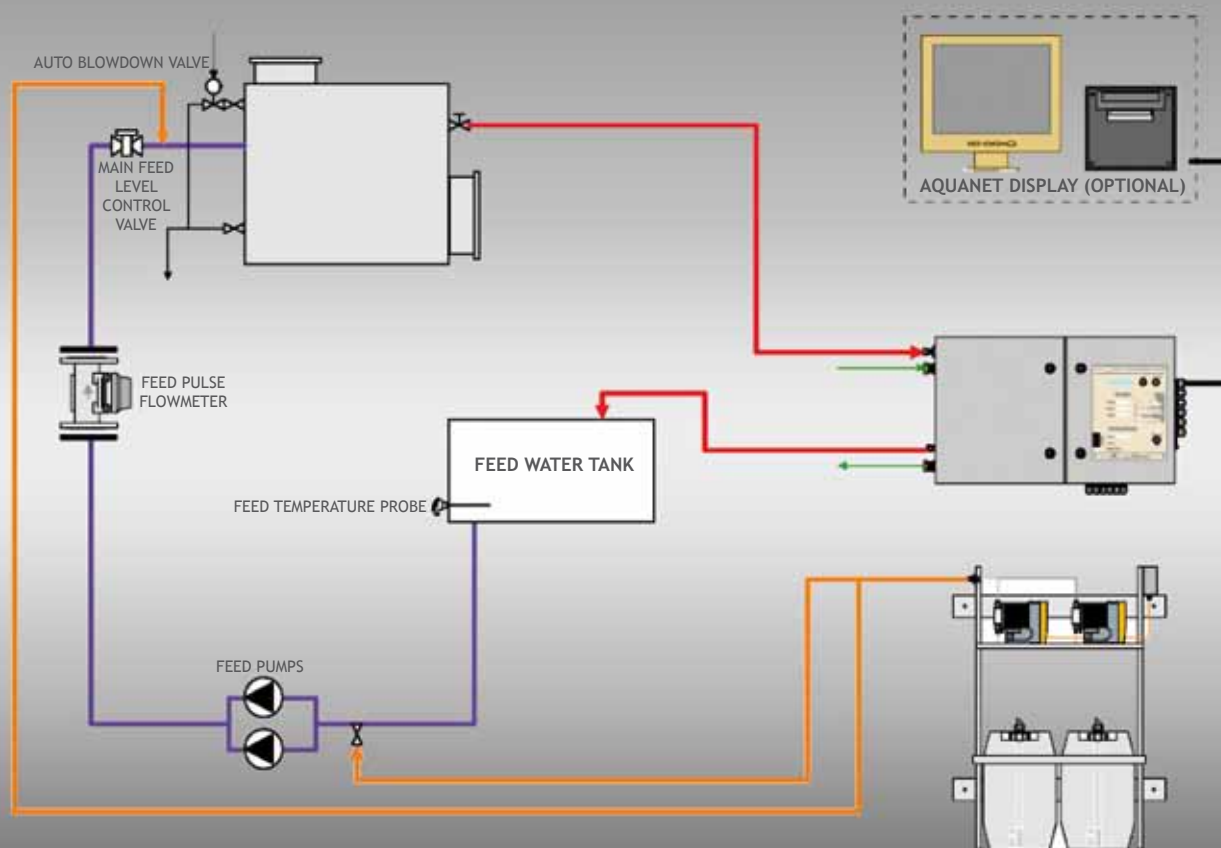 AUTO BLOWDOWN VALVE
MAIN FEED
LEVEL
CONTROL
VALVE
AQUANET DISPLAY (OPTIONAL)
FEED PULSE
FLOWMETER
FEED WATER TANK
FEED TEMPERATURE PROBE
FEED PUMPS